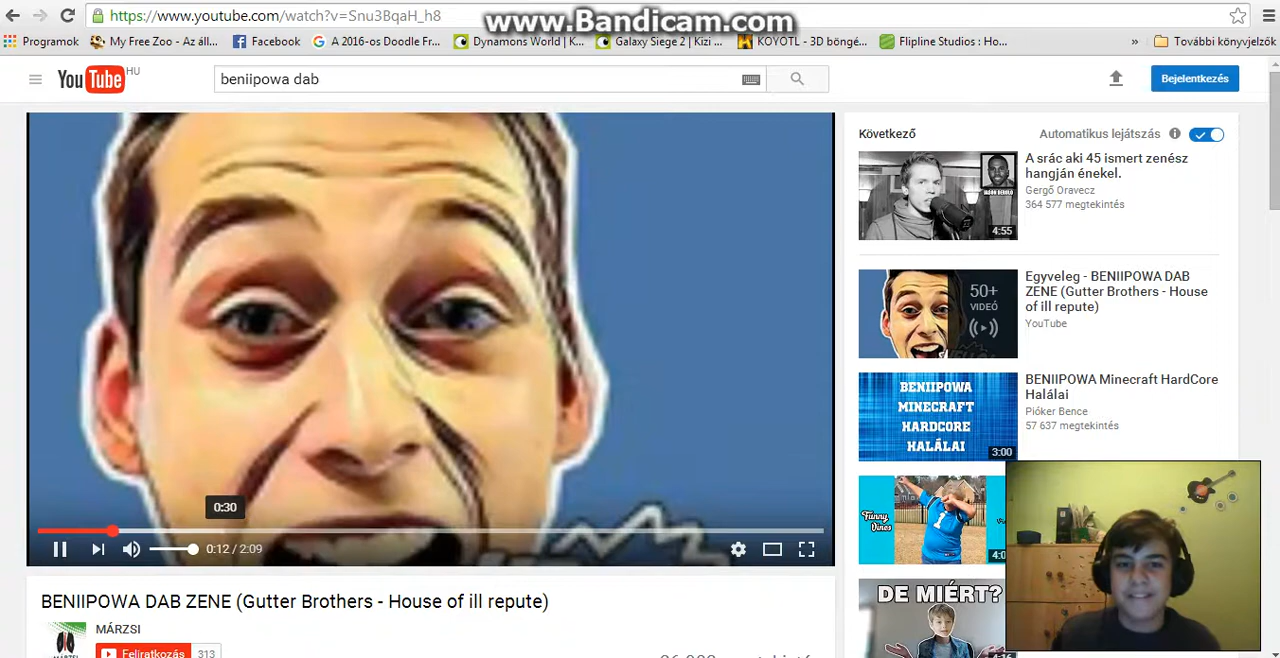 https://www.youtube.com/watch?v=Snu3BqaH_h8
www.Bandicam.com
Programok
My Free Zoo - Az áll...
Facebook
A 2016-os Doodle Fr...
Dynamons World | K...
Galaxy Siege 2 | Kizi ...
KOYOTL - 3D böngé...
Flipline Studios : Ho...
»
További könyvjelzők
YouTube HU
beniipowa dab
Bejelentkezés
Következő
Automatikus lejátszás
A srác aki 45 ismert zenész
hangján énekel.
Gergő Oravecz
364 577 megtekintés
4:55
Egyveleg - BENIIPOWA DAB
ZENE (Gutter Brothers - House
of ill repute)
YouTube
50+
VIDEÓ
BENIIPOWA Minecraft HardCore
Halálai
Pióker Bence
57 637 megtekintés
BENIIPOWA
MINECRAFT
HARDCORE
HALÁLAI
3:00
Funny
Vines
DE MIÉRT?
0:30
0:12 / 2:09
BENIIPOWA DAB ZENE (Gutter Brothers - House of ill repute)
MÁRZSI
Feliratkozás
313